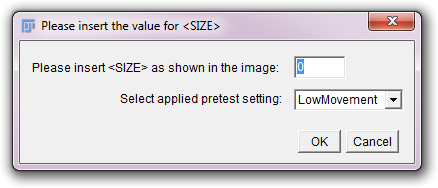 Please insert the value for <SIZE>
Please insert <SIZE> as shown in the image: 0
Select applied pretest setting: LowMovement
OK Cancel